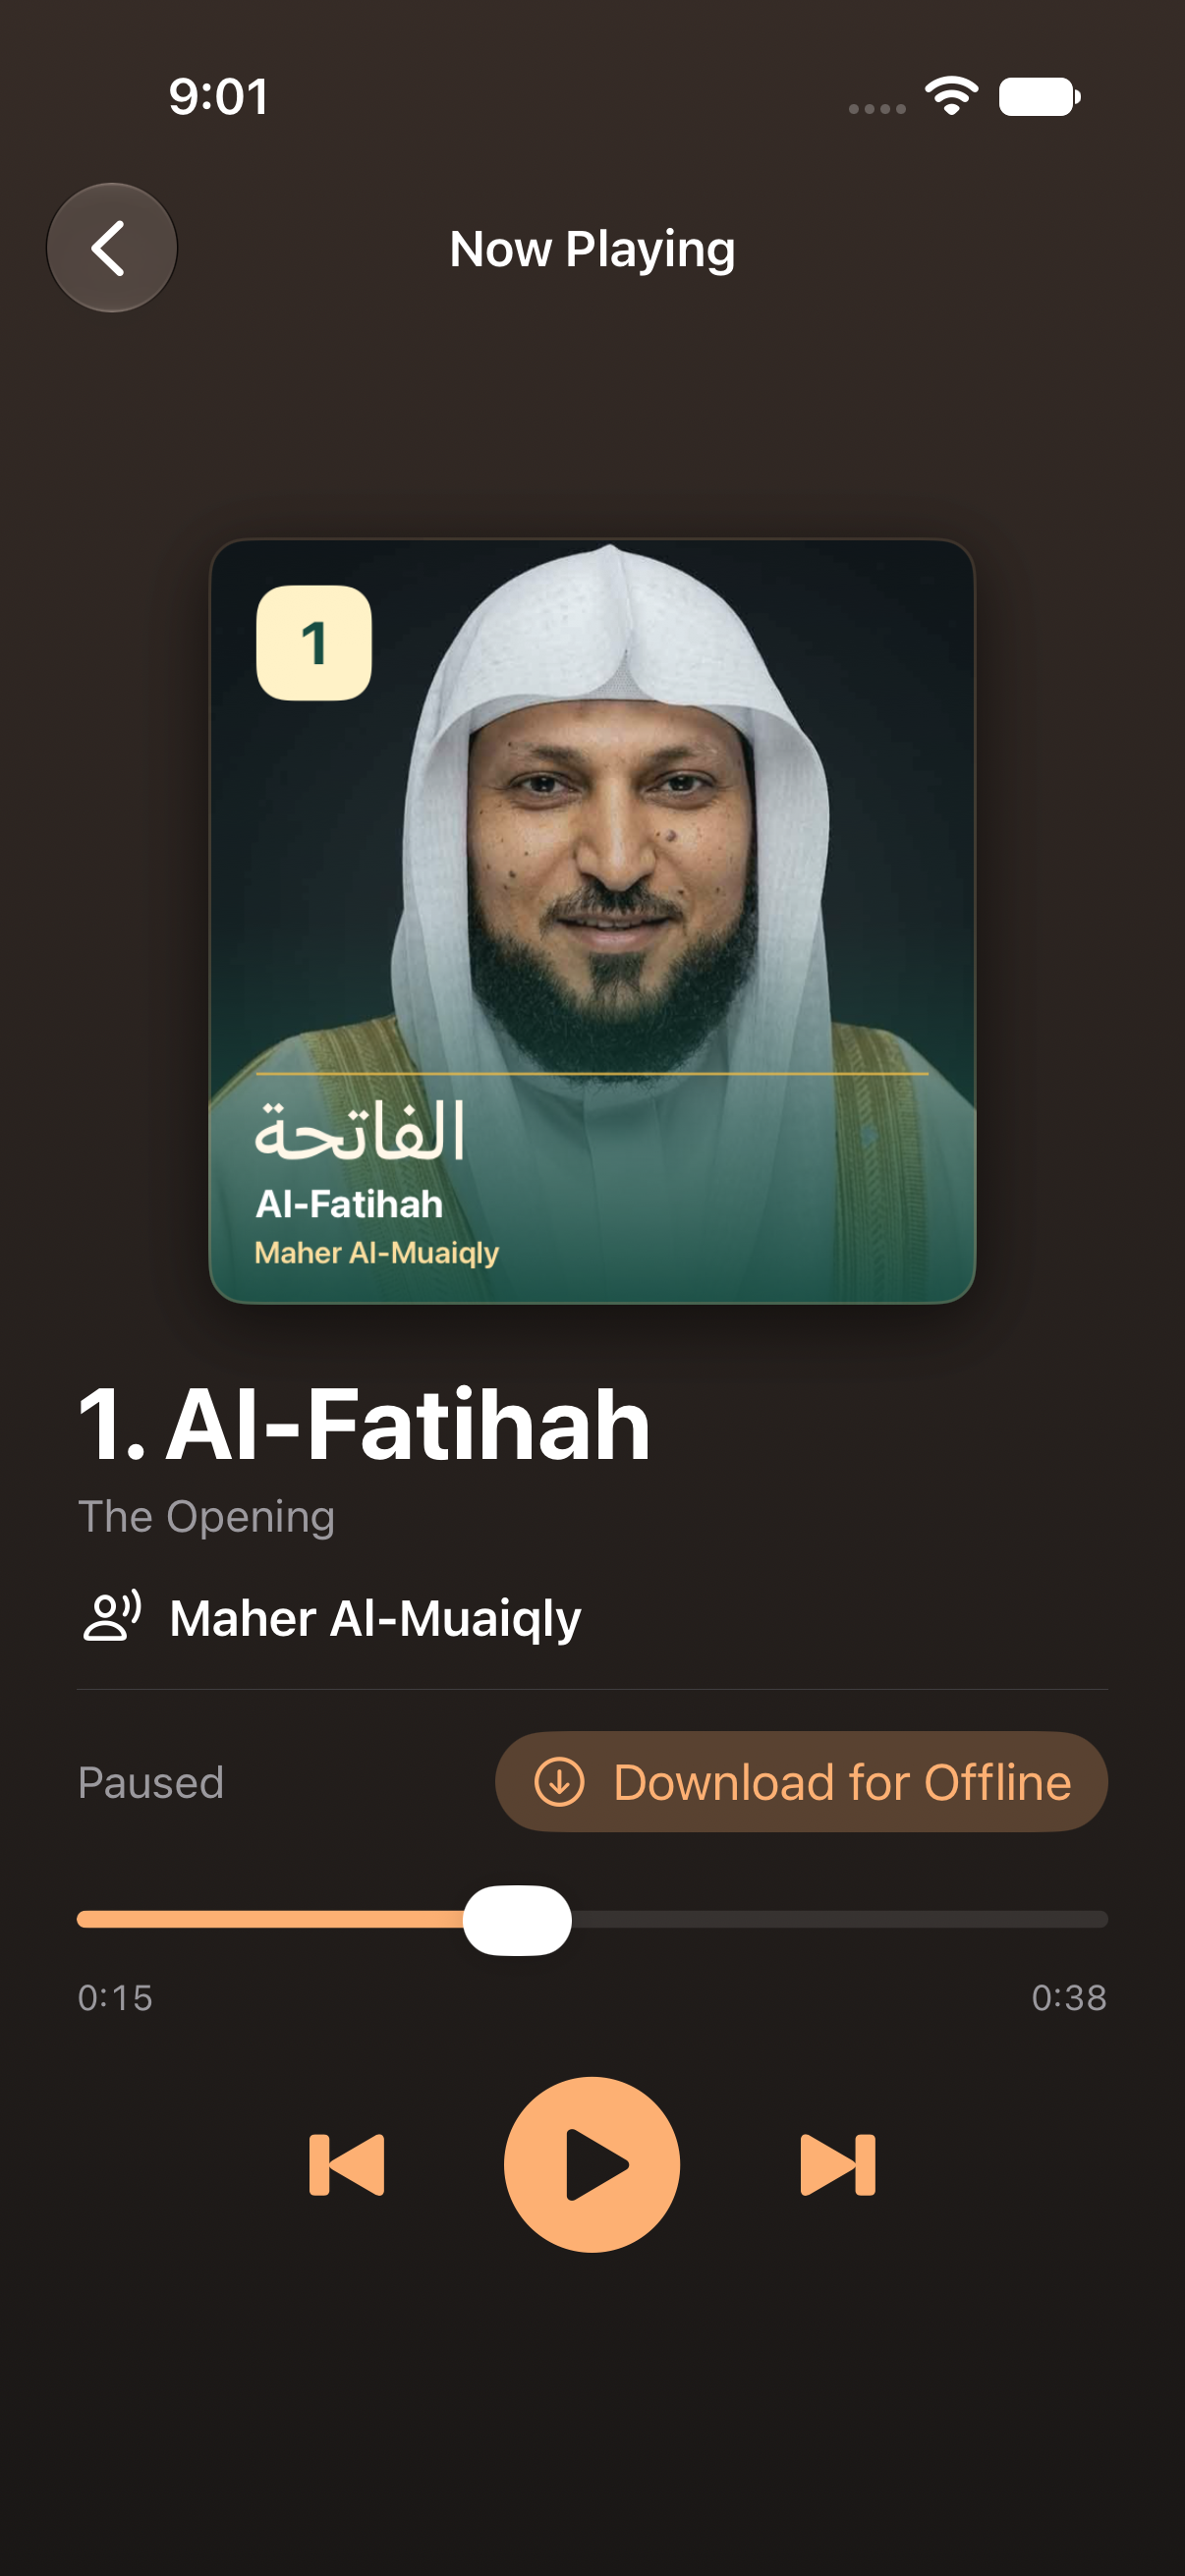 9:01
Now Playing
1
الفاتحة
Al-Fatihah
Maher Al-Muaiqly
1. Al-Fatihah
The Opening
Maher Al-Muaiqly
Paused
Download for Offline
0:15
0:38